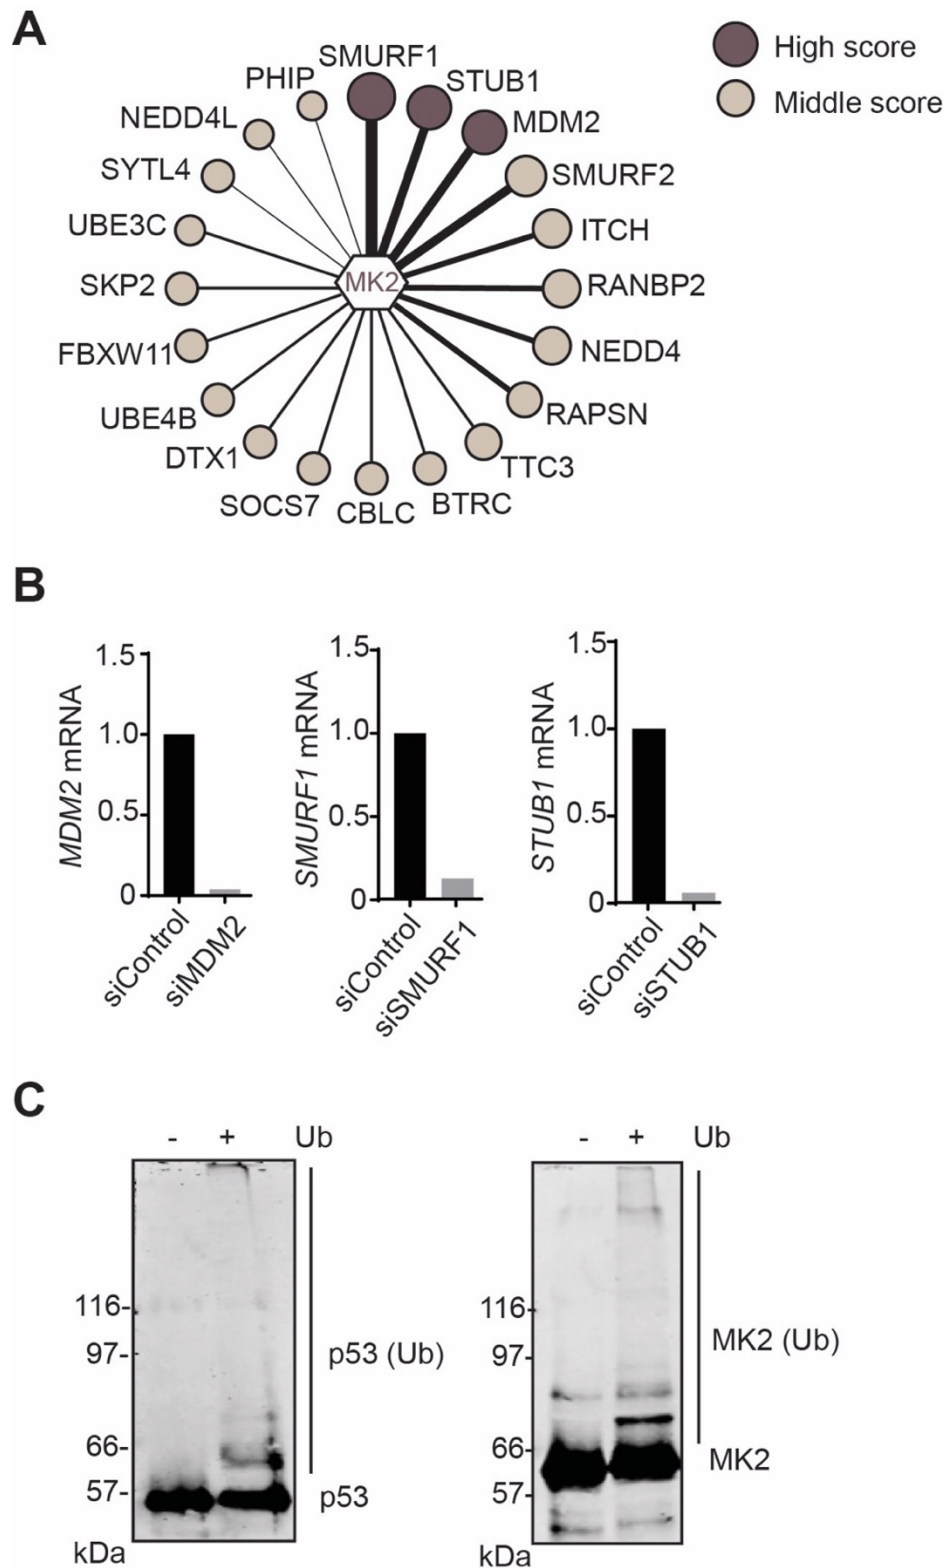 A
High score
Middle score
SMURF1
STUB1
PHIP
MDM2
NEDD4L
SYTL4
SMURF2
UBE3C
ITCH
MK2
SKP2
RANBP2
FBXW11
NEDD4
UBE4B
RAPSN
DTX1
TTC3
SOCS7
CBLC
BTRC
B
MDM2 mRNA
1.5
1.0
0.5
0
siControl
siMDM2
SMURF1 mRNA
1.5
1.0
0.5
0
siControl
siSMURF1
STUB1 mRNA
1.5
1.0
0.5
0
siControl
siSTUB1
C
- + Ub
116-
97-
66-
57-
kDa
p53 (Ub)
p53
- + Ub
116-
97-
66-
57-
kDa
MK2 (Ub)
MK2